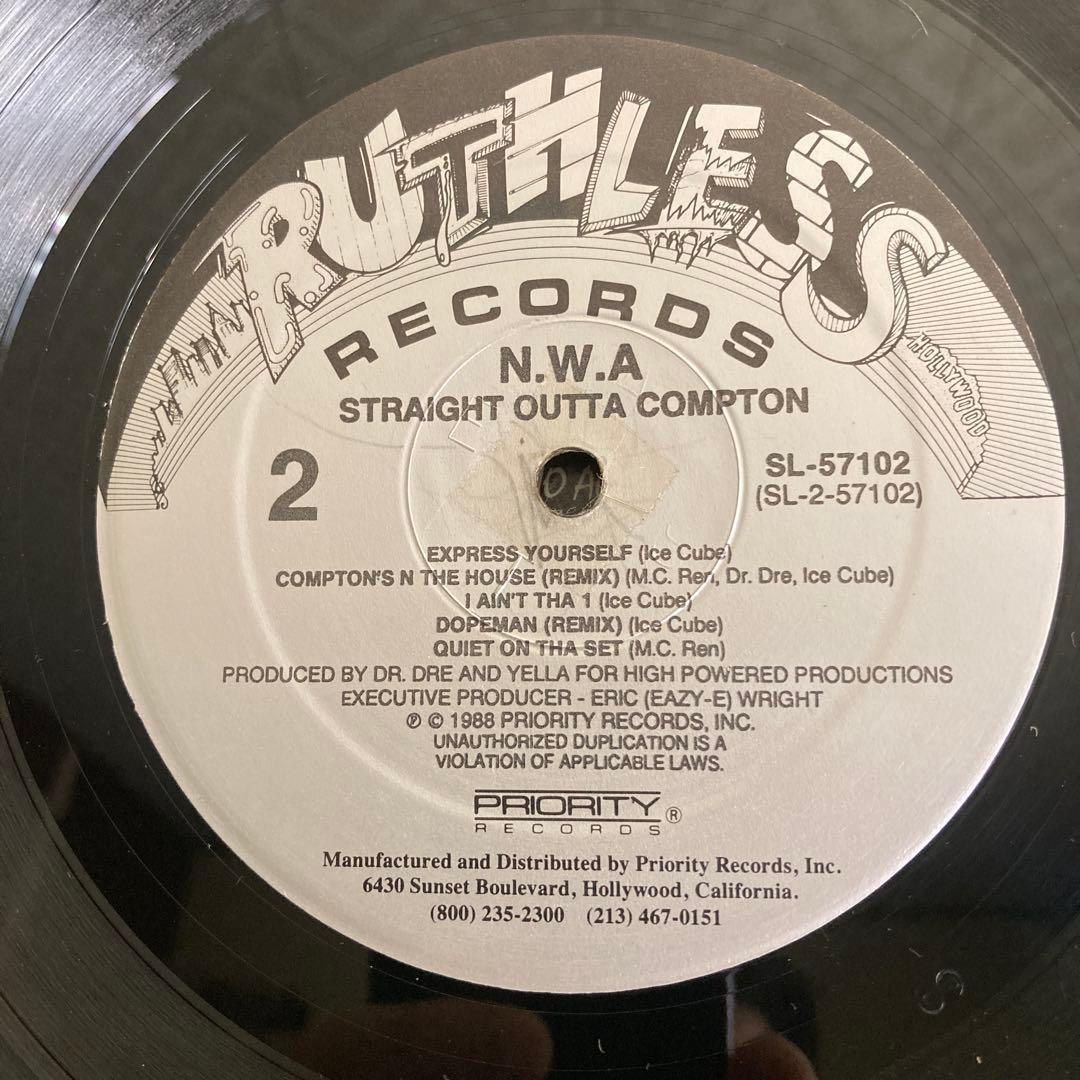 RUTHLESS
RECORDS
HOLLYWOOD
N.W.A
STRAIGHT OUTTA COMPTON
2
SL-57102
(SL-2-57102)
EXPRESS YOURSELF (Ice Cube)
COMPTON'S N THE HOUSE (REMIX) (M.C. Ren, Dr. Dre, Ice Cube)
I AIN'T THA 1 (Ice Cube)
DOPEMAN (REMIX) (Ice Cube)
QUIET ON THA SET (M.C. Ren)
PRODUCED BY DR. DRE AND YELLA FOR HIGH POWERED PRODUCTIONS
EXECUTIVE PRODUCER - ERIC (EAZY-E) WRIGHT
℗ © 1988 PRIORITY RECORDS, INC.
UNAUTHORIZED DUPLICATION IS A
VIOLATION OF APPLICABLE LAWS.
PRIORITY ®
RECORDS
Manufactured and Distributed by Priority Records, Inc.
6430 Sunset Boulevard, Hollywood, California.
(800) 235-2300 (213) 467-0151